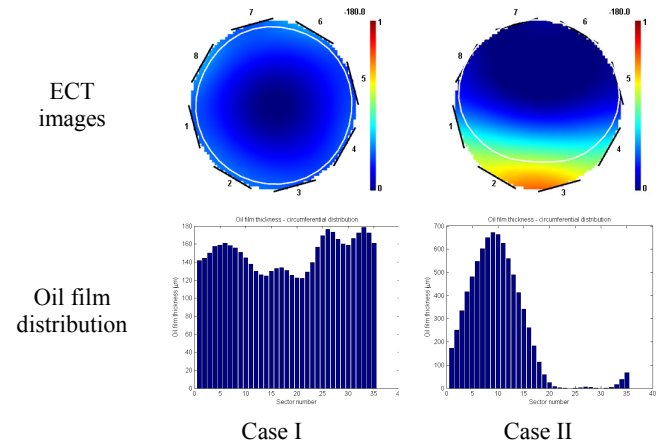 ECT
images
-180.0
1
5
0
7
6
8
1
4
2
3
-180.0
1
5
0
7
6
8
1
4
2
3
Oil film
distribution
Oil film thickness - circumferential distribution
Oil film thickness [µm]
180
160
140
120
100
80
60
40
20
0
0 5 10 15 20 25 30 35 40
Sector number
Oil film thickness - circumferential distribution
Oil film thickness [µm]
700
600
500
400
300
200
100
0
0 5 10 15 20 25 30 35 40
Sector number
Case I
Case II